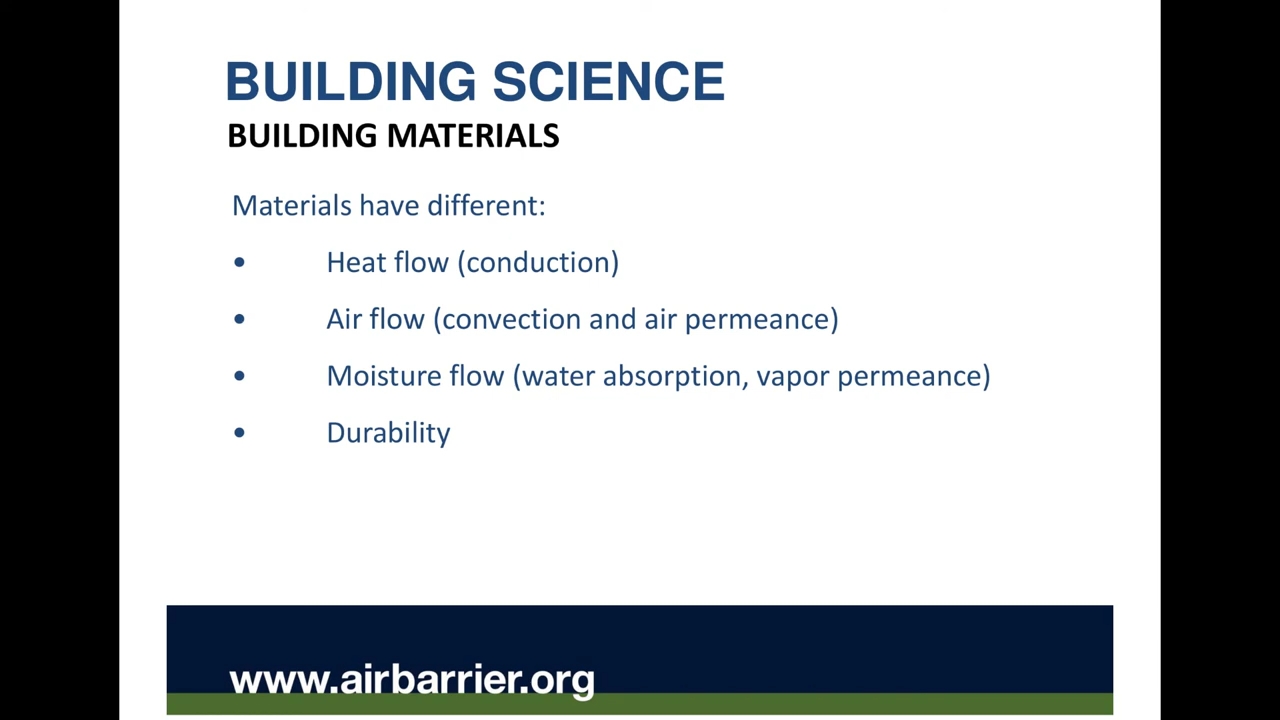 BUILDING SCIENCE
BUILDING MATERIALS
Materials have different:
• Heat flow (conduction)
• Air flow (convection and air permeance)
• Moisture flow (water absorption, vapor permeance)
• Durability
www.airbarrier.org